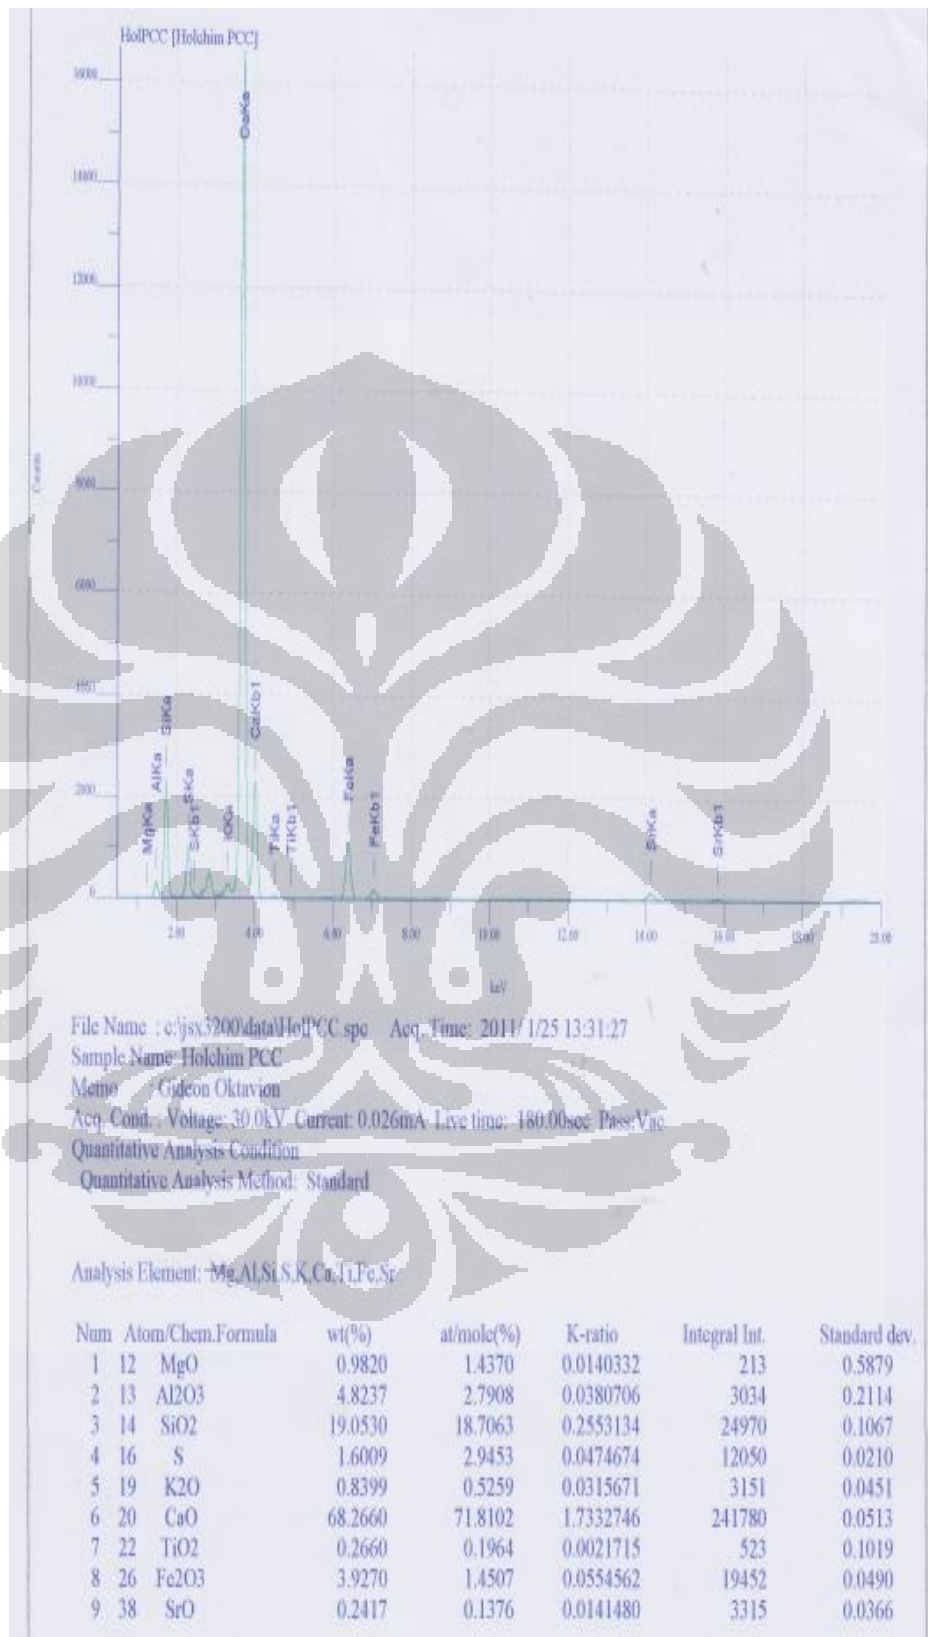 HolPCC [Holchim PCC]
16000
CaKa
14000
12000
10000
Counts
8000
6000
4000
SiKa
CaKb1
AlKa
SKa
FeKa
2000
MgKa
SKb1
KKa
TiKa
TiKb1
FeKb1
SrKa
SrKb1
0
2.00 4.00 6.00 8.00 10.00 12.00 14.00 16.00 18.00 20.00
keV
File Name : c:\jsx3200\data\HolPCC.spc Acq. Time: 2011/ 1/25 13:31:27
Sample Name: Holchim PCC
Memo : Gideon Oktavion
Acq. Cond. : Voltage: 30.0kV Current: 0.026mA Live time: 180.00sec Pass:Vac
Quantitative Analysis Condition
Quantitative Analysis Method: Standard
Analysis Element: Mg,Al,Si,S,K,Ca,Ti,Fe,Sr
Num Atom/Chem.Formula wt(%) at/mole(%) K-ratio Integral Int. Standard dev.
1 12 MgO 0.9820 1.4370 0.0140332 213 0.5879
2 13 Al2O3 4.8237 2.7908 0.0380706 3034 0.2114
3 14 SiO2 19.0530 18.7063 0.2553134 24970 0.1067
4 16 S 1.6009 2.9453 0.0474674 12050 0.0210
5 19 K2O 0.8399 0.5259 0.0315671 3151 0.0451
6 20 CaO 68.2660 71.8102 1.7332746 241780 0.0513
7 22 TiO2 0.2660 0.1964 0.0021715 523 0.1019
8 26 Fe2O3 3.9270 1.4507 0.0554562 19452 0.0490
9 38 SrO 0.2417 0.1376 0.0141480 3315 0.0366